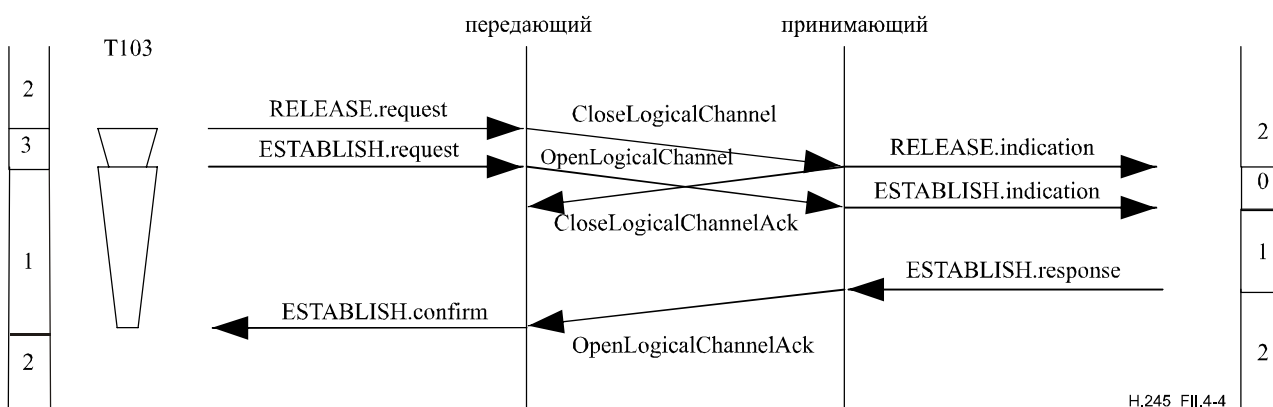 передающий принимающий
T103
2
RELEASE.request CloseLogicalChannel 2
3 ESTABLISH.request OpenLogicalChannel RELEASE.indication
0
ESTABLISH.indication
CloseLogicalChannelAck
1 1
ESTABLISH.response
ESTABLISH.confirm
OpenLogicalChannelAck
2 2
H.245_FII.4-4